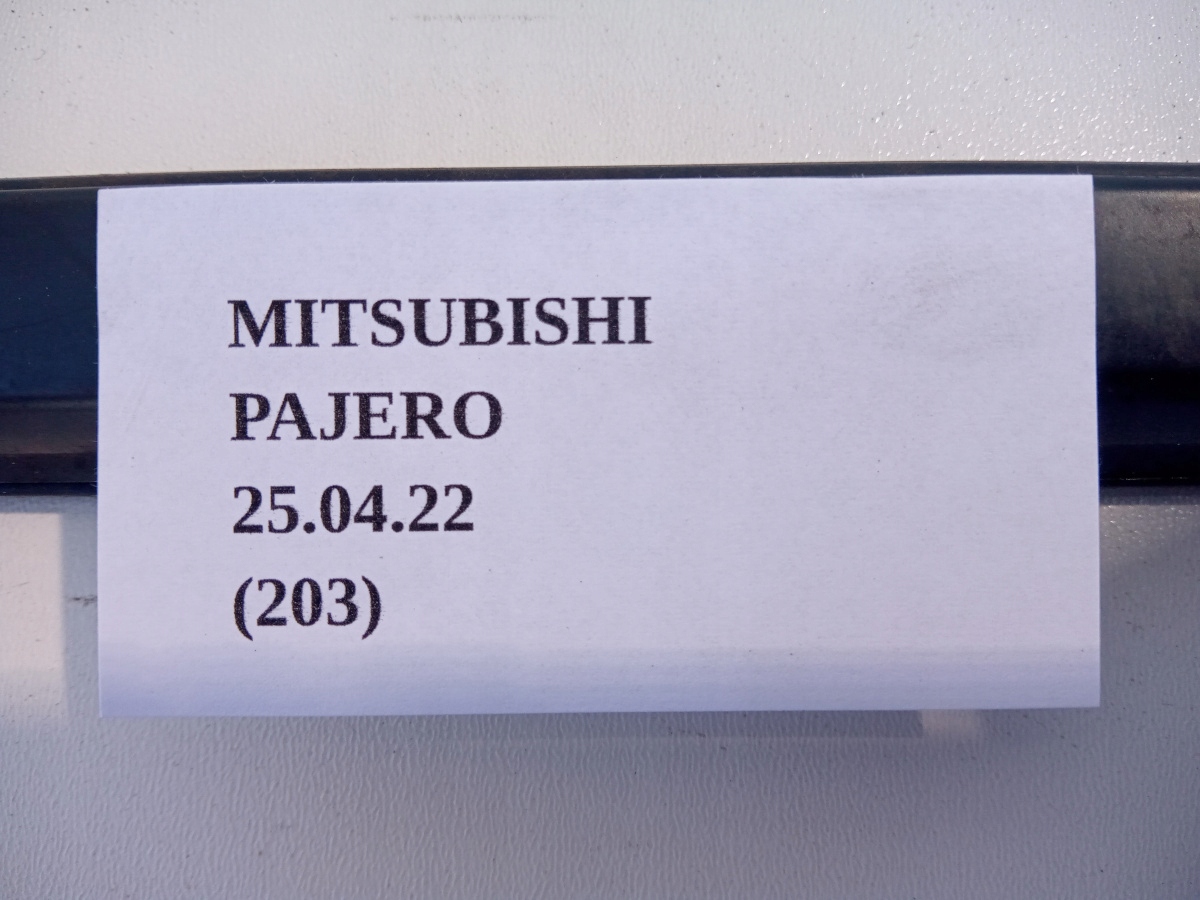 MITSUBISHI
PAJERO
25.04.22
(203)